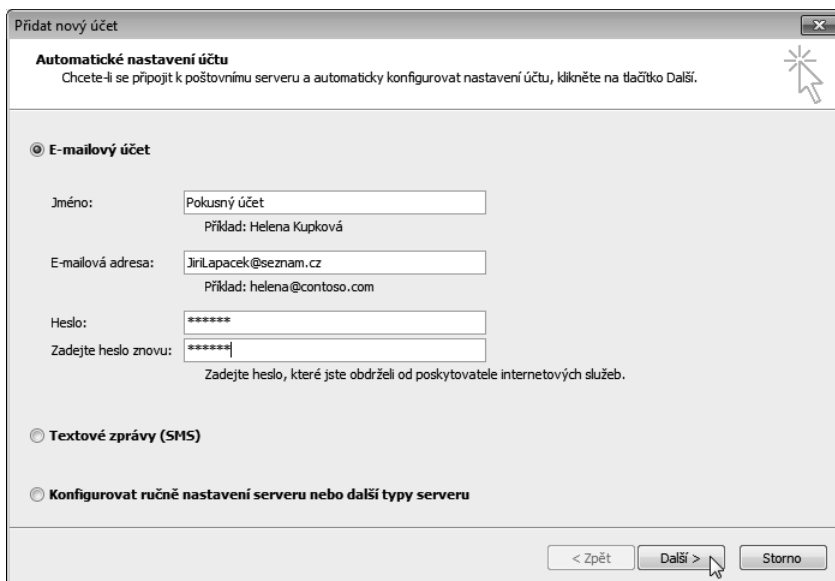 Přidat nový účet
Automatické nastavení účtu
Chcete-li se připojit k poštovnímu serveru a automaticky konfigurovat nastavení účtu, klikněte na tlačítko Další.
E-mailový účet
Jméno: Pokusný účet
Příklad: Helena Kupková
E-mailová adresa: JiriLapacek@seznam.cz
Příklad: helena@contoso.com
Heslo: ******
Zadejte heslo znovu: ******
Zadejte heslo, které jste obdrželi od poskytovatele internetových služeb.
Textové zprávy (SMS)
Konfigurovat ručně nastavení serveru nebo další typy serveru
< Zpět Další > Storno